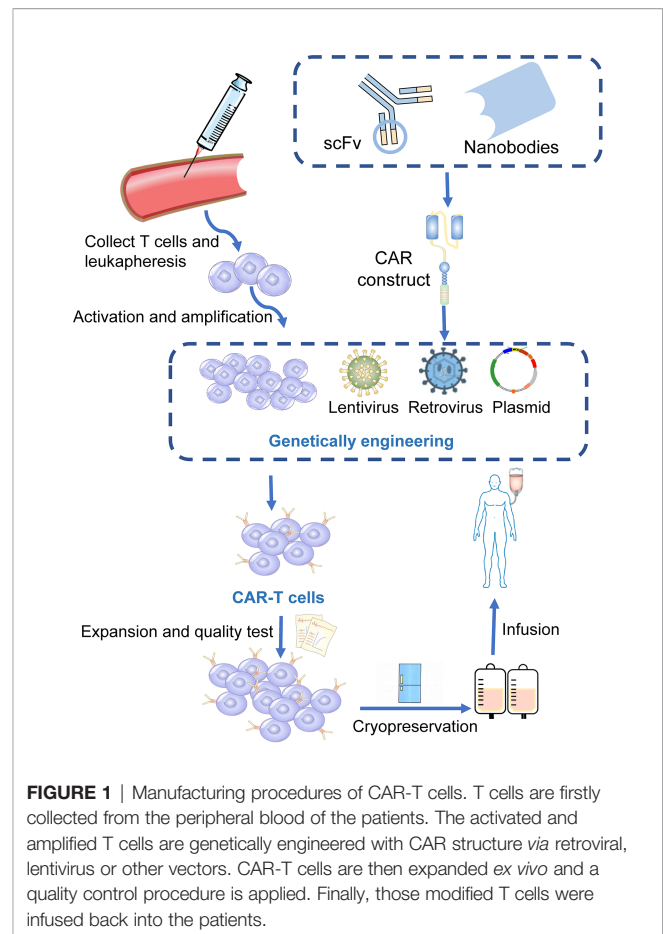 scFv
Nanobodies
Collect T cells and
leukapheresis
CAR
construct
Activation and amplification
Lentivirus Retrovirus Plasmid
Genetically engineering
CAR-T cells
Expansion and quality test
Infusion
Cryopreservation
FIGURE 1 | Manufacturing procedures of CAR-T cells. T cells are firstly
collected from the peripheral blood of the patients. The activated and
amplified T cells are genetically engineered with CAR structure via retroviral,
lentivirus or other vectors. CAR-T cells are then expanded ex vivo and a
quality control procedure is applied. Finally, those modified T cells were
infused back into the patients.